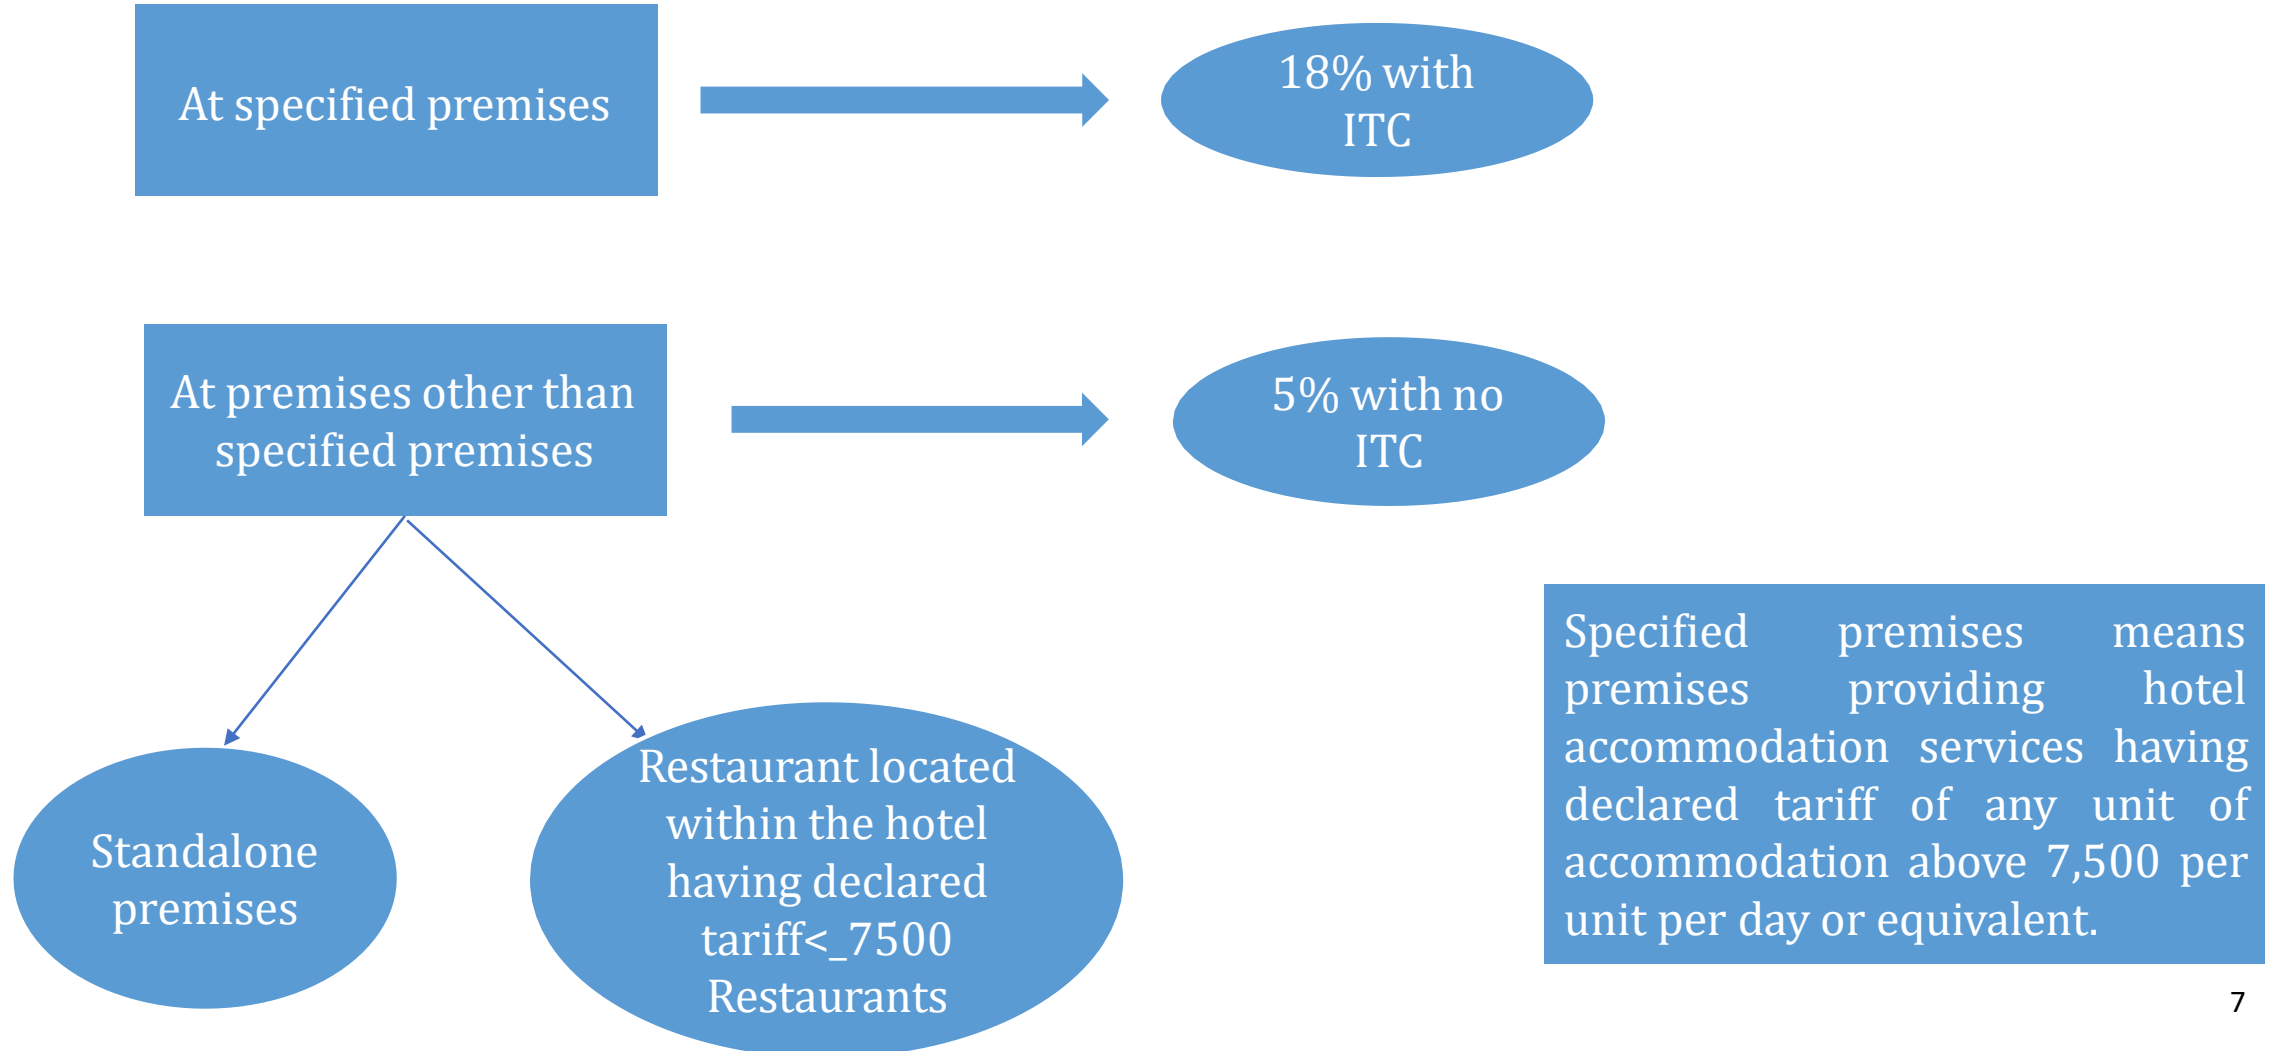 At specified premises
18% with
ITC
At premises other than
specified premises
5% with no
ITC
Standalone
premises
Restaurant located
within the hotel
having declared
tariff<_7500
Restaurants
Specified premises means
premises providing hotel
accommodation services having
declared tariff of any unit of
accommodation above 7,500 per
unit per day or equivalent.
7